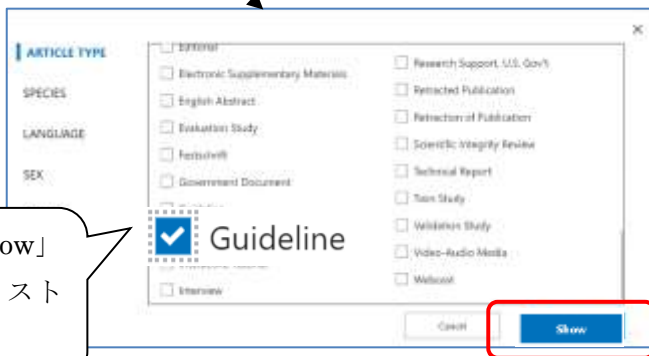 ×
ARTICLE TYPE
SPECIES
LANGUAGE
SEX
Editorial
Electronic Supplementary Materials
English Abstract
Evaluation Study
Festschrift
Government Document
Guideline
Interview
Research Support, U.S. Gov't
Retracted Publication
Retraction of Publication
Scientific Integrity Review
Technical Report
Twin Study
Validation Study
Video-Audio Media
Webcast
Cancel
Show
ow」
スト